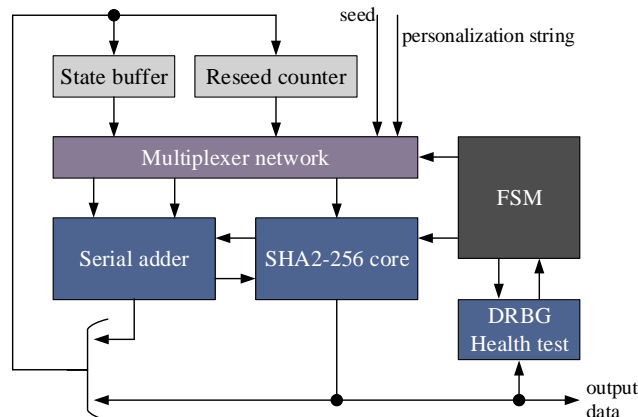 seed
personalization string
State buffer
Reseed counter
Multiplexer network
FSM
Serial adder
SHA2-256 core
DRBG
Health test
output
data